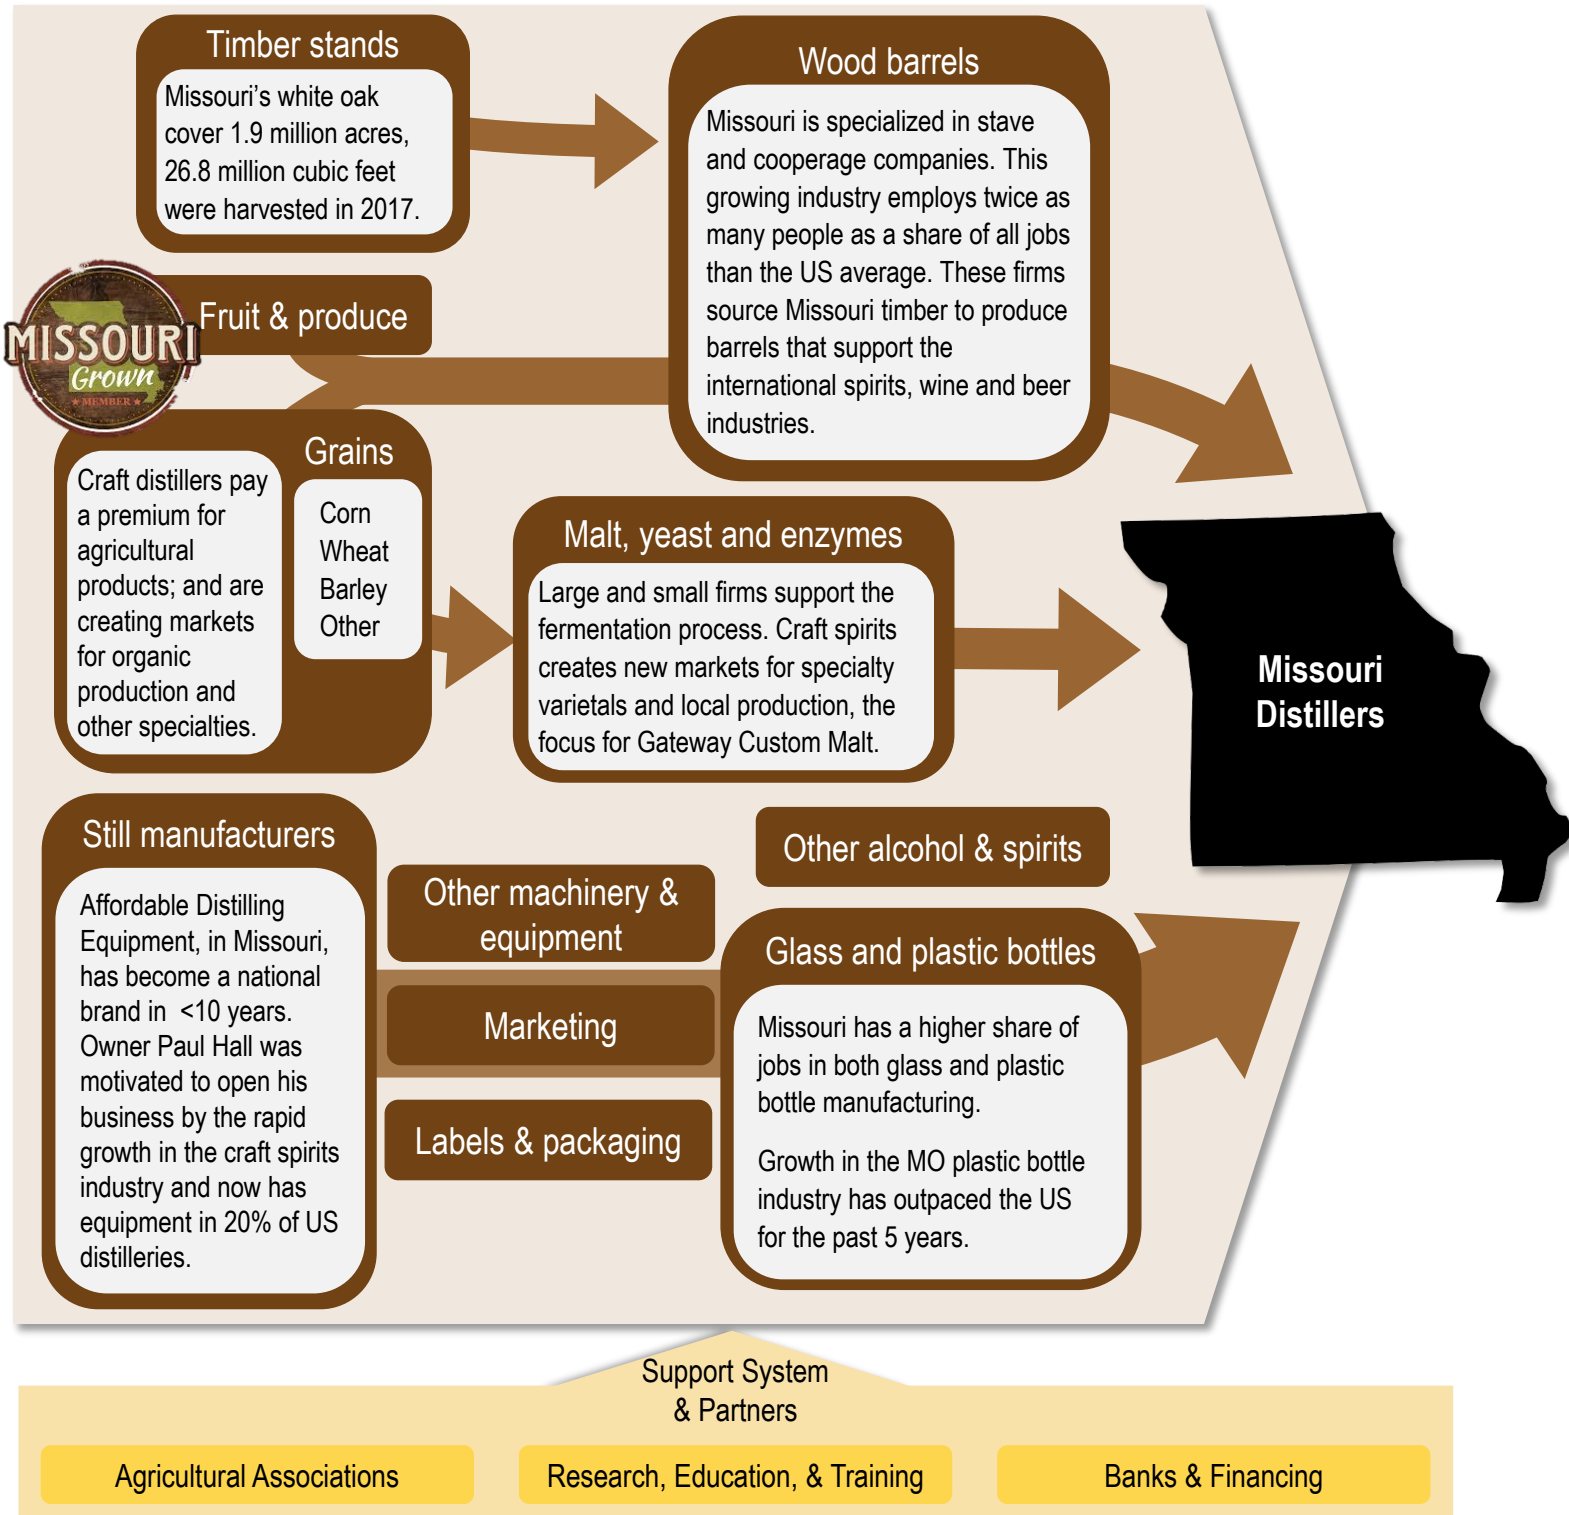 Timber stands
Missouri’s white oak
cover 1.9 million acres,
26.8 million cubic feet
were harvested in 2017.
Wood barrels
Missouri is specialized in stave
and cooperage companies. This
growing industry employs twice as
many people as a share of all jobs
than the US average. These firms
source Missouri timber to produce
barrels that support the
international spirits, wine and beer
industries.
MISSOURI
Grown
★ MEMBER ★
Fruit & produce
Grains
Craft distillers pay
a premium for
agricultural
products; and are
creating markets
for organic
production and
other specialties.
Corn
Wheat
Barley
Other
Malt, yeast and enzymes
Large and small firms support the
fermentation process. Craft spirits
creates new markets for specialty
varietals and local production, the
focus for Gateway Custom Malt.
Missouri
Distillers
Still manufacturers
Affordable Distilling
Equipment, in Missouri,
has become a national
brand in  <10 years.
Owner Paul Hall was
motivated to open his
business by the rapid
growth in the craft spirits
industry and now has
equipment in 20% of US
distilleries.
Other machinery &
equipment
Marketing
Labels & packaging
Other alcohol & spirits
Glass and plastic bottles
Missouri has a higher share of
jobs in both glass and plastic
bottle manufacturing.
Growth in the MO plastic bottle
industry has outpaced the US
for the past 5 years.
Support System
& Partners
Agricultural Associations
Research, Education, & Training
Banks & Financing